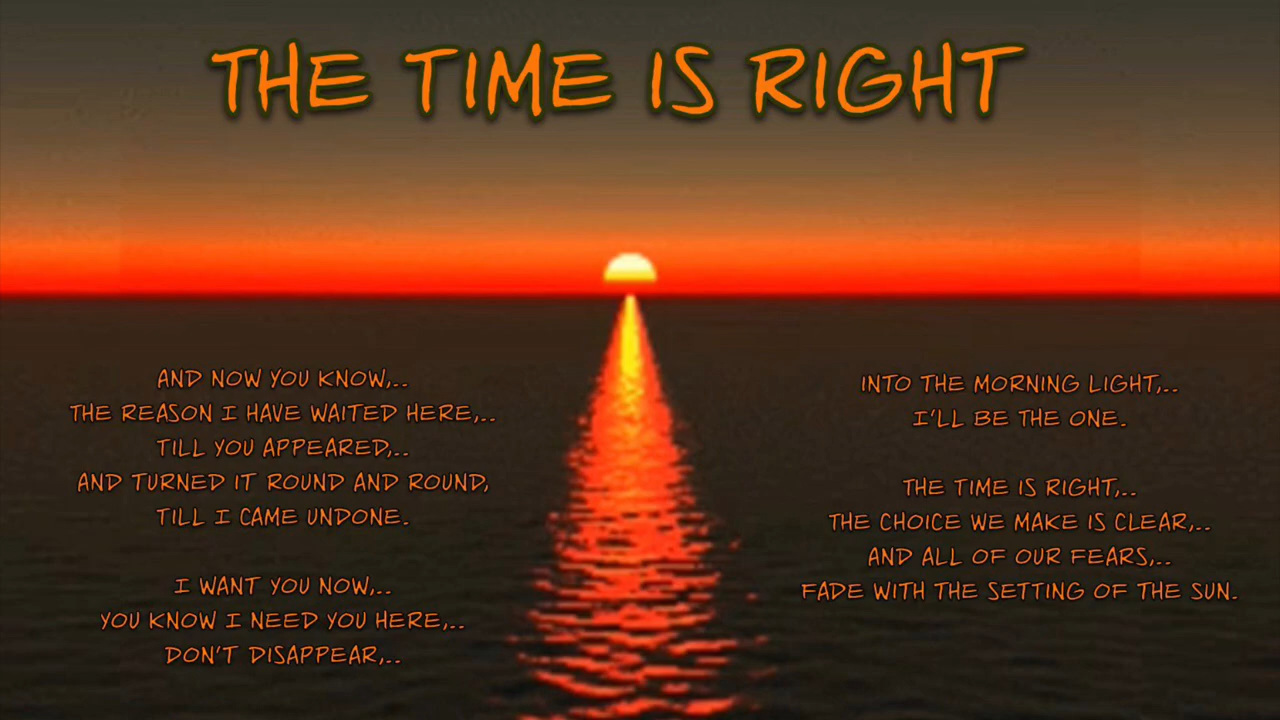 THE TIME IS RIGHT
AND NOW YOU KNOW,..
THE REASON I HAVE WAITED HERE,..
TILL YOU APPEARED,..
AND TURNED IT ROUND AND ROUND,
TILL I CAME UNDONE.
I WANT YOU NOW,..
YOU KNOW I NEED YOU HERE,..
DON'T DISAPPEAR,..
INTO THE MORNING LIGHT,..
I'LL BE THE ONE.
THE TIME IS RIGHT,..
THE CHOICE WE MAKE IS CLEAR,..
AND ALL OF OUR FEARS,..
FADE WITH THE SETTING OF THE SUN.